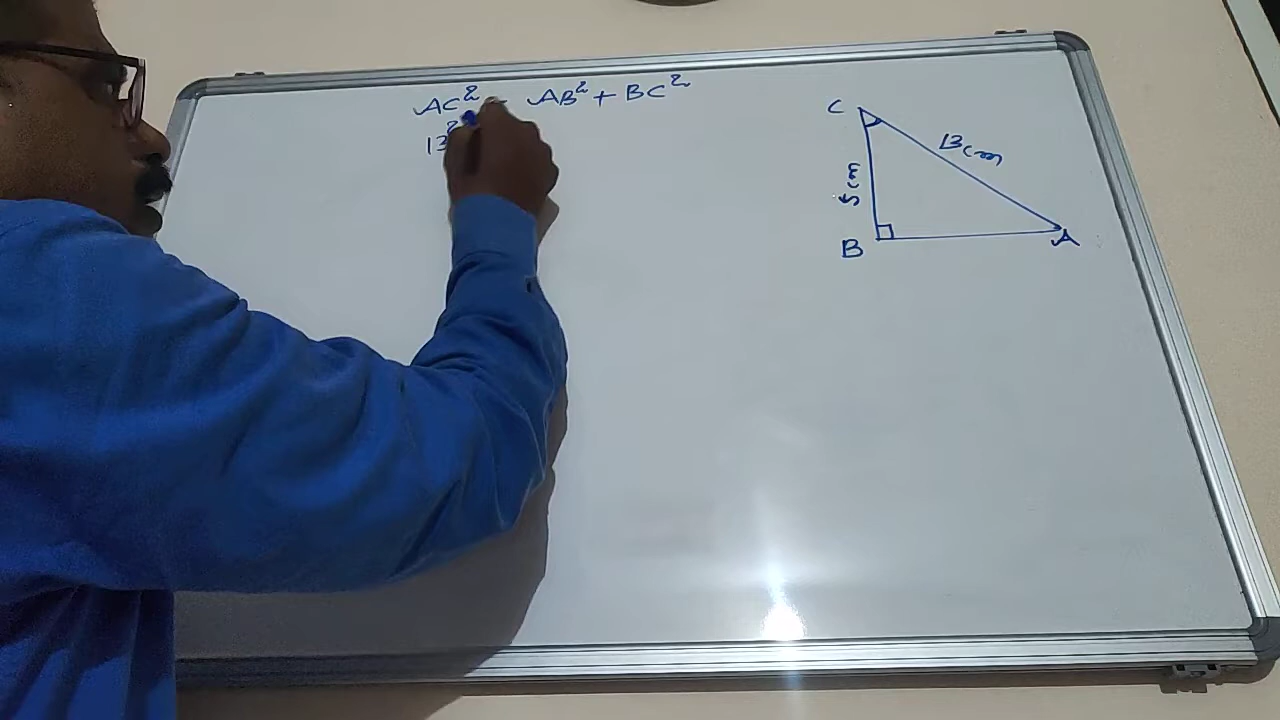 AC² AB² + BC²
13²
C
13cm
5cm
B
A